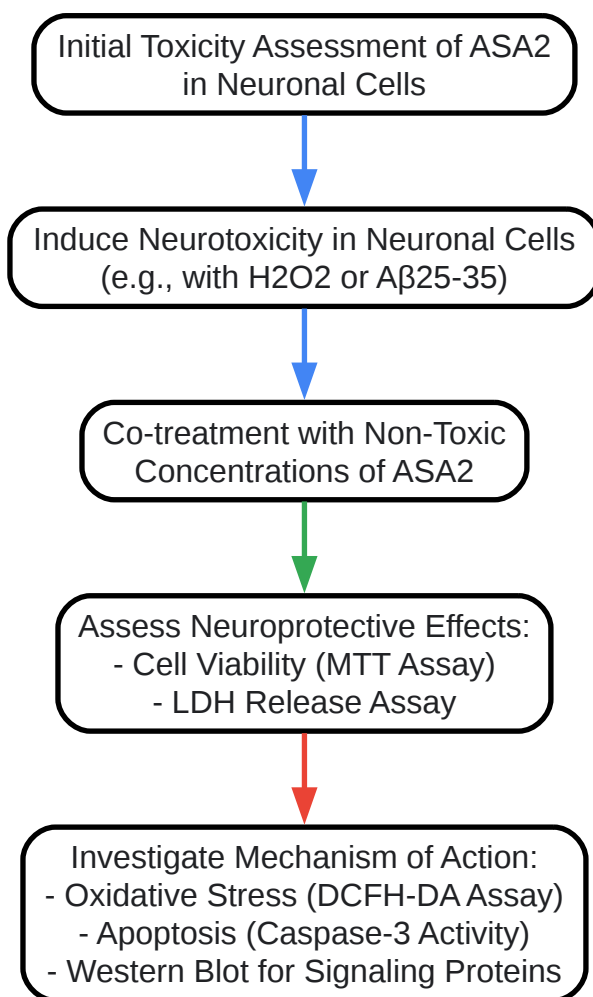 Initial Toxicity Assessment of ASA2
in Neuronal Cells
Induce Neurotoxicity in Neuronal Cells
(e.g., with H2O2 or Aβ25-35)
Co-treatment with Non-Toxic
Concentrations of ASA2
Assess Neuroprotective Effects:
- Cell Viability (MTT Assay)
- LDH Release Assay
Investigate Mechanism of Action:
- Oxidative Stress (DCFH-DA Assay)
- Apoptosis (Caspase-3 Activity)
- Western Blot for Signaling Proteins